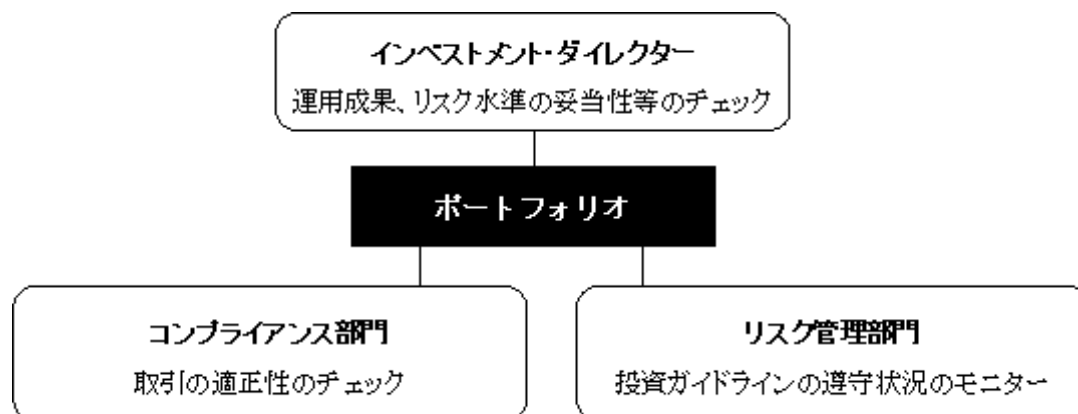 インベストメント・ダイレクター
運用成果、リスク水準の妥当性等のチェック
ポートフォリオ
コンプライアンス部門
取引の適正性のチェック
リスク管理部門
投資ガイドラインの遵守状況のモニター